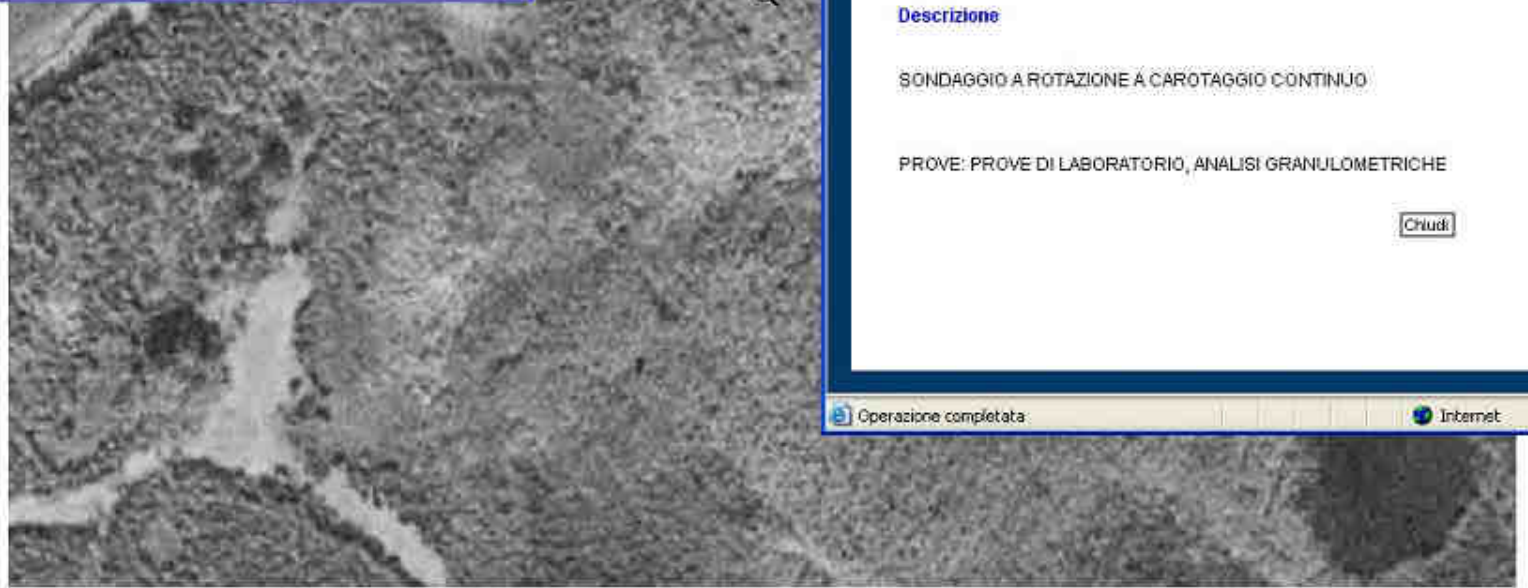 Descrizione
SONDAGGIO A ROTAZIONE A CAROTAGGIO CONTINUO
PROVE: PROVE DI LABORATORIO, ANALISI GRANULOMETRICHE
Chiudi
Operazione completata
Internet